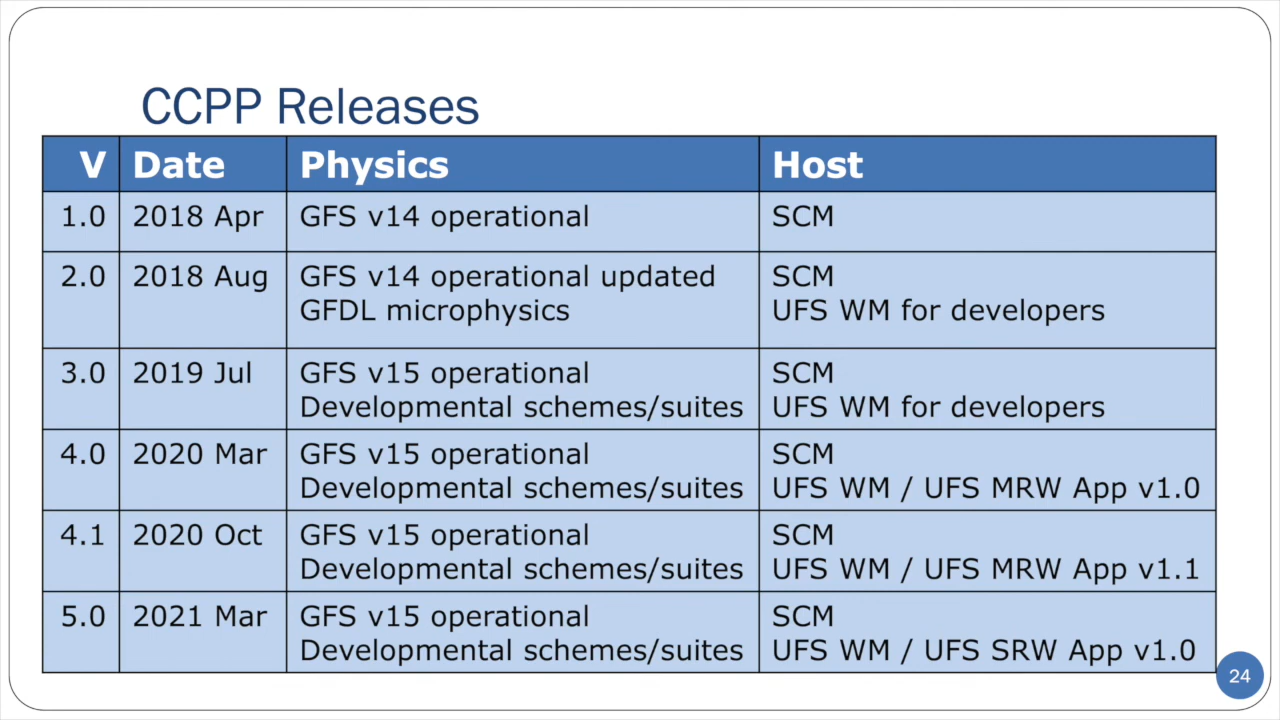 CCPP Releases
V Date Physics Host
1.0 2018 Apr GFS v14 operational SCM
2.0 2018 Aug GFS v14 operational updated SCM
GFDL microphysics UFS WM for developers
3.0 2019 Jul GFS v15 operational SCM
Developmental schemes/suites UFS WM for developers
4.0 2020 Mar GFS v15 operational SCM
Developmental schemes/suites UFS WM / UFS MRW App v1.0
4.1 2020 Oct GFS v15 operational SCM
Developmental schemes/suites UFS WM / UFS MRW App v1.1
5.0 2021 Mar GFS v15 operational SCM
Developmental schemes/suites UFS WM / UFS SRW App v1.0
24